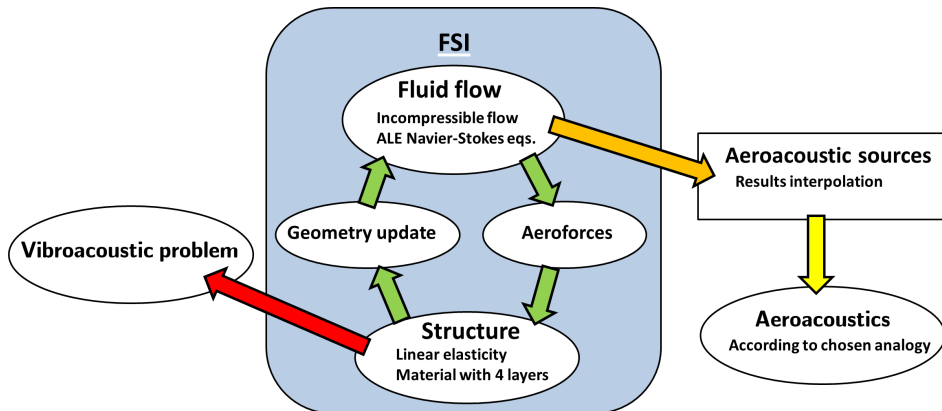 FSI
Fluid flow
Incompressible flow
ALE Navier-Stokes eqs.
Aeroacoustic sources
Results interpolation
Geometry update
Aeroforces
Vibroacoustic problem
Structure
Linear elasticity
Material with 4 layers
Aeroacoustics
According to chosen analogy